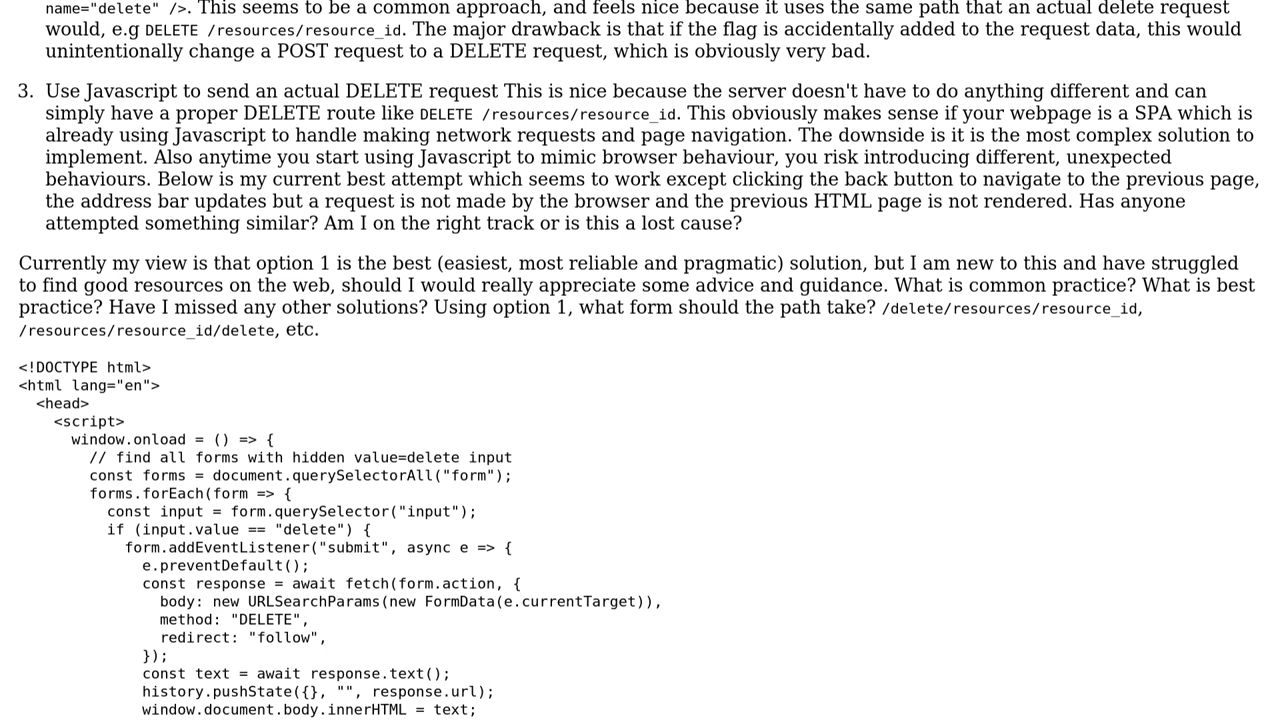 name="delete" />. This seems to be a common approach, and feels nice because it uses the same path that an actual delete request
would, e.g DELETE /resources/resource_id. The major drawback is that if the flag is accidentally added to the request data, this would
unintentionally change a POST request to a DELETE request, which is obviously very bad.
3. Use Javascript to send an actual DELETE request This is nice because the server doesn't have to do anything different and can
simply have a proper DELETE route like DELETE /resources/resource_id. This obviously makes sense if your webpage is a SPA which is
already using Javascript to handle making network requests and page navigation. The downside is it is the most complex solution to
implement. Also anytime you start using Javascript to mimic browser behaviour, you risk introducing different, unexpected
behaviours. Below is my current best attempt which seems to work except clicking the back button to navigate to the previous page,
the address bar updates but a request is not made by the browser and the previous HTML page is not rendered. Has anyone
attempted something similar? Am I on the right track or is this a lost cause?
Currently my view is that option 1 is the best (easiest, most reliable and pragmatic) solution, but I am new to this and have struggled
to find good resources on the web, should I would really appreciate some advice and guidance. What is common practice? What is best
practice? Have I missed any other solutions? Using option 1, what form should the path take? /delete/resources/resource_id,
/resources/resource_id/delete, etc.
<!DOCTYPE html>
<html lang="en">
  <head>
    <script>
      window.onload = () => {
        // find all forms with hidden value=delete input
        const forms = document.querySelectorAll("form");
        forms.forEach(form => {
          const input = form.querySelector("input");
          if (input.value == "delete") {
            form.addEventListener("submit", async e => {
              e.preventDefault();
              const response = await fetch(form.action, {
                body: new URLSearchParams(new FormData(e.currentTarget)),
                method: "DELETE",
                redirect: "follow",
              });
              const text = await response.text();
              history.pushState({}, "", response.url);
              window.document.body.innerHTML = text;